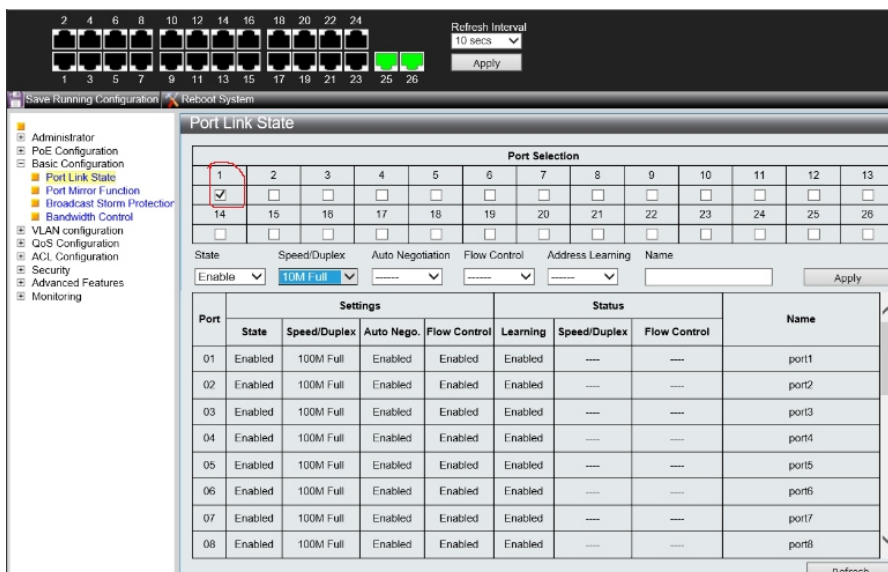 2 4 6 8 10 12 14 16 18 20 22 24
Refresh Interval
10 secs
Apply
1 3 5 7 9 11 13 15 17 19 21 23 25 26
Save Running Configuration Reboot System
Port Link State
Administrator
PoE Configuration
Basic Configuration
Port Link State
Port Mirror Function
Broadcast Storm Protection
Bandwidth Control
VLAN configuration
QoS Configuration
ACL Configuration
Security
Advanced Features
Monitoring
Port Selection
1 2 3 4 5 6 7 8 9 10 11 12 13
14 15 16 17 18 19 20 21 22 23 24 25 26
State Speed/Duplex Auto Negotiation Flow Control Address Learning Name
Enable 10M Full ------ ------ ------ Apply
Port Settings Status Name
State Speed/Duplex Auto Nego. Flow Control Learning Speed/Duplex Flow Control
01 Enabled 100M Full Enabled Enabled Enabled ---- ---- port1
02 Enabled 100M Full Enabled Enabled Enabled ---- ---- port2
03 Enabled 100M Full Enabled Enabled Enabled ---- ---- port3
04 Enabled 100M Full Enabled Enabled Enabled ---- ---- port4
05 Enabled 100M Full Enabled Enabled Enabled ---- ---- port5
06 Enabled 100M Full Enabled Enabled Enabled ---- ---- port6
07 Enabled 100M Full Enabled Enabled Enabled ---- ---- port7
08 Enabled 100M Full Enabled Enabled Enabled ---- ---- port8
Refresh